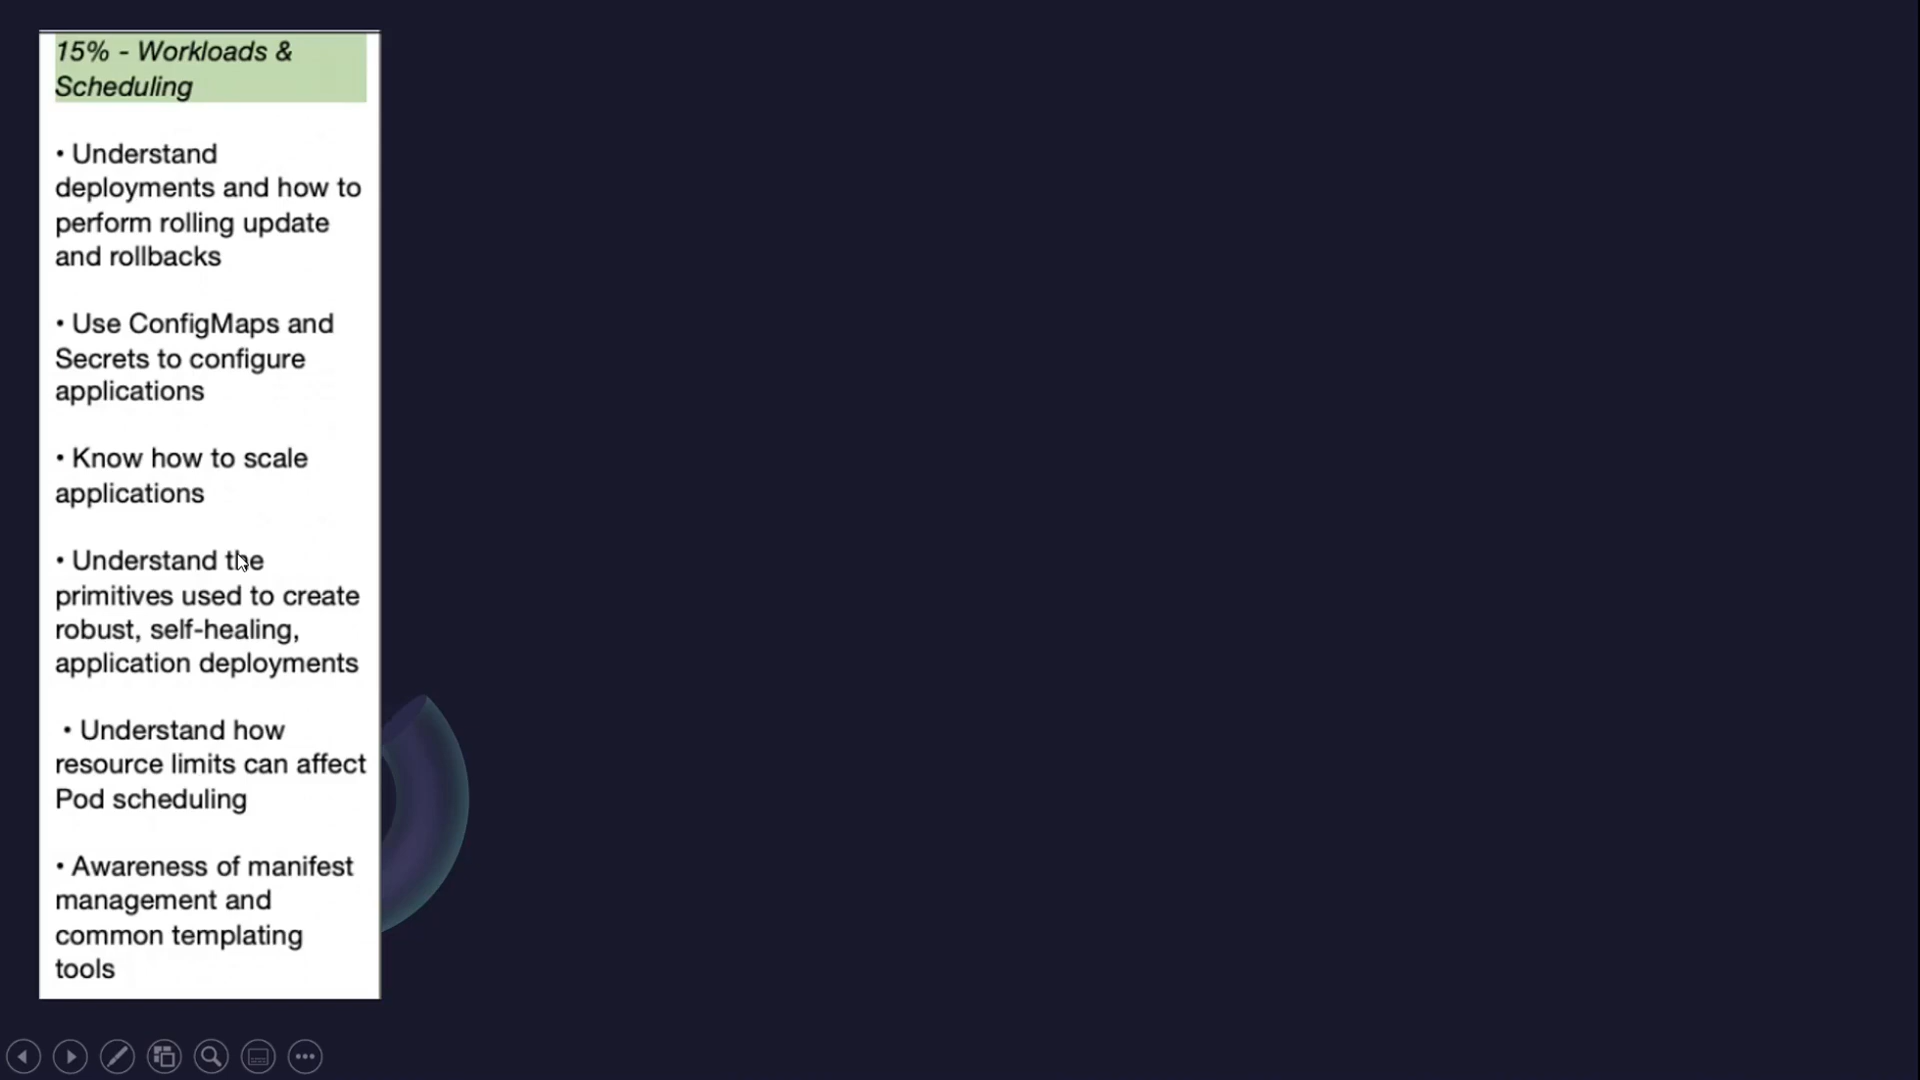 15% - Workloads &
Scheduling
• Understand
deployments and how to
perform rolling update
and rollbacks
• Use ConfigMaps and
Secrets to configure
applications
• Know how to scale
applications
• Understand the
primitives used to create
robust, self-healing,
application deployments
• Understand how
resource limits can affect
Pod scheduling
• Awareness of manifest
management and
common templating
tools